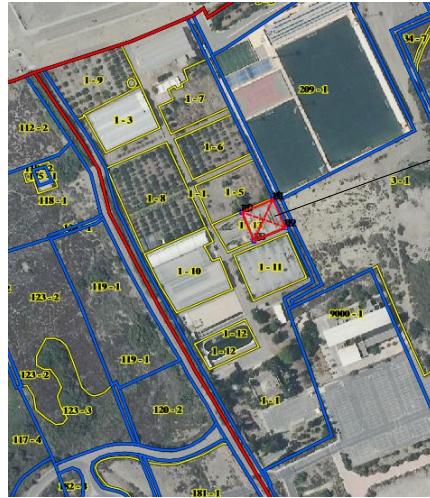 34 - 7
1 - 9
1 - 7
209 - 1
112 - 2
1 - 3
1 - 6
118 - 1
1 - 8
1 - 1
1 - 5
3 - 1
1 - 10
1 - 11
123 - 2
119 - 1
9000 - 1
1 - 12
119 - 1
1 - 12
123 - 2
123 - 3
120 - 2
1 - 1
117 - 4
181 - 1